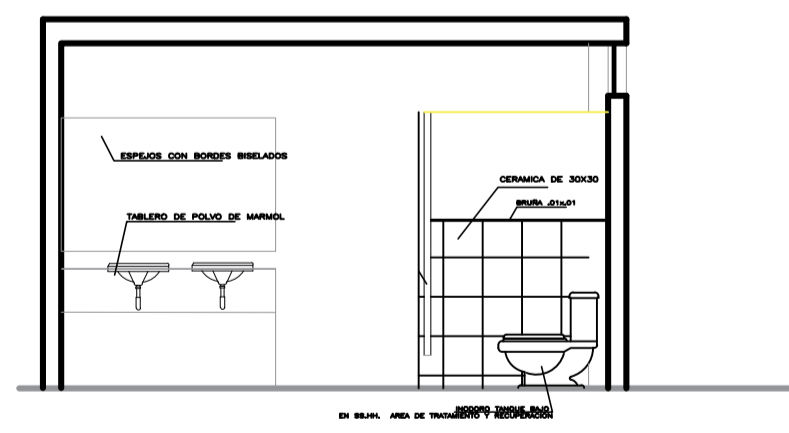 ESPEJOS CON BORDES BISELADOS
TABLERO DE POLVO DE MARMOL
CERAMICA DE 30X30
BRUÑA .01x.01
INODORO TANQUE BAJO
EN SS.HH. AREA DE TRATAMIENTO Y RECUPERACION